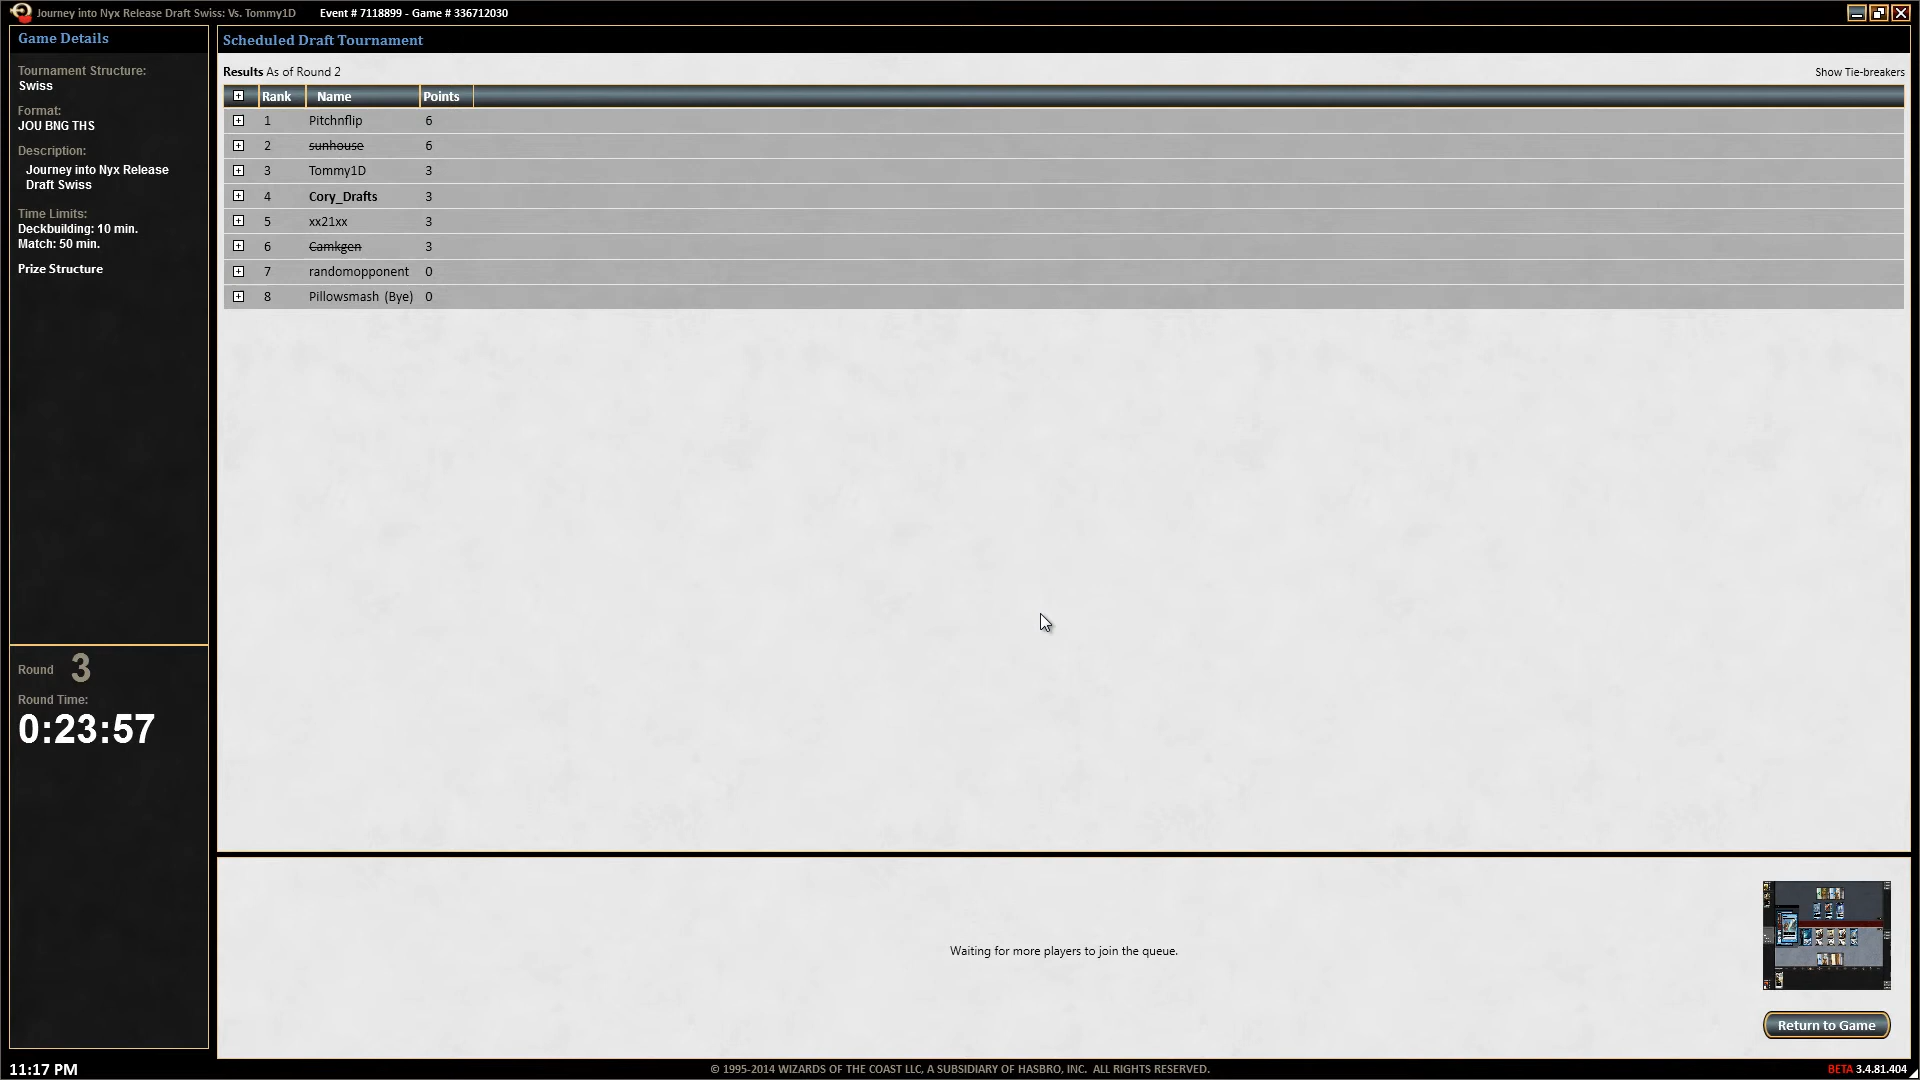 Journey into Nyx Release Draft Swiss: Vs. Tommy1D Event # 7118899 - Game # 336712030
Game Details
Tournament Structure:
Swiss
Format:
JOU BNG THS
Description:
Journey into Nyx Release
Draft Swiss
Time Limits:
Deckbuilding: 10 min.
Match: 50 min.
Prize Structure
Round 3
Round Time:
0:23:57
Scheduled Draft Tournament
Results As of Round 2 Show Tie-breakers
Rank Name Points
1 Pitchnflip 6
2 sunhouse 6
3 Tommy1D 3
4 Cory_Drafts 3
5 xx21xx 3
6 Camkgen 3
7 randomopponent 0
8 Pillowsmash (Bye) 0
Waiting for more players to join the queue.
Return to Game
11:17 PM
© 1995-2014 WIZARDS OF THE COAST LLC, A SUBSIDIARY OF HASBRO, INC. ALL RIGHTS RESERVED.
BETA 3.4.81.404